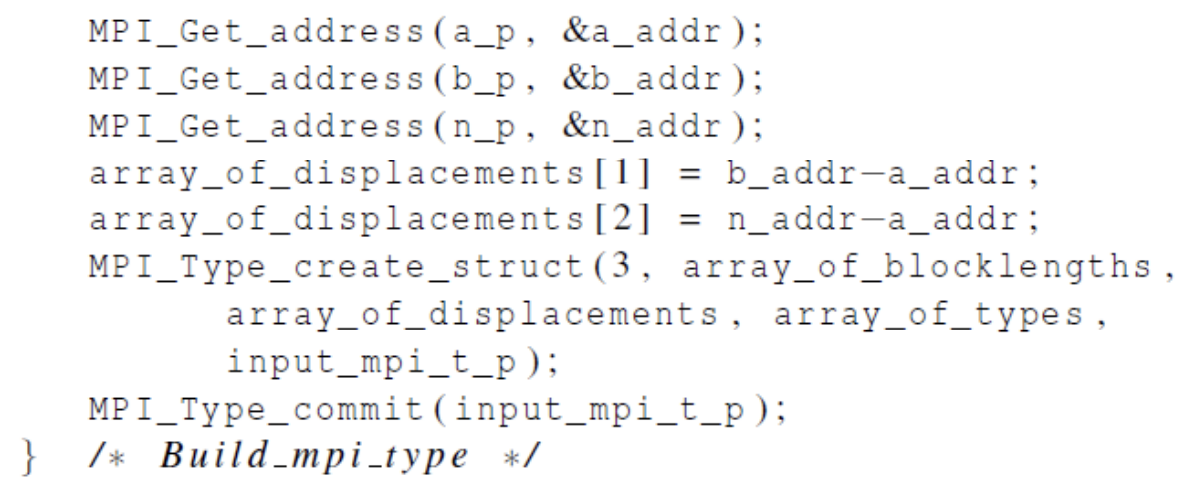 MPI_Get_address(a_p, &a_addr);
MPI_Get_address(b_p, &b_addr);
MPI_Get_address(n_p, &n_addr);
array_of_displacements[1] = b_addr−a_addr;
array_of_displacements[2] = n_addr−a_addr;
MPI_Type_create_struct(3, array_of_blocklengths,
array_of_displacements, array_of_types,
input_mpi_t_p);
MPI_Type_commit(input_mpi_t_p);
} /* Build_mpi_type */